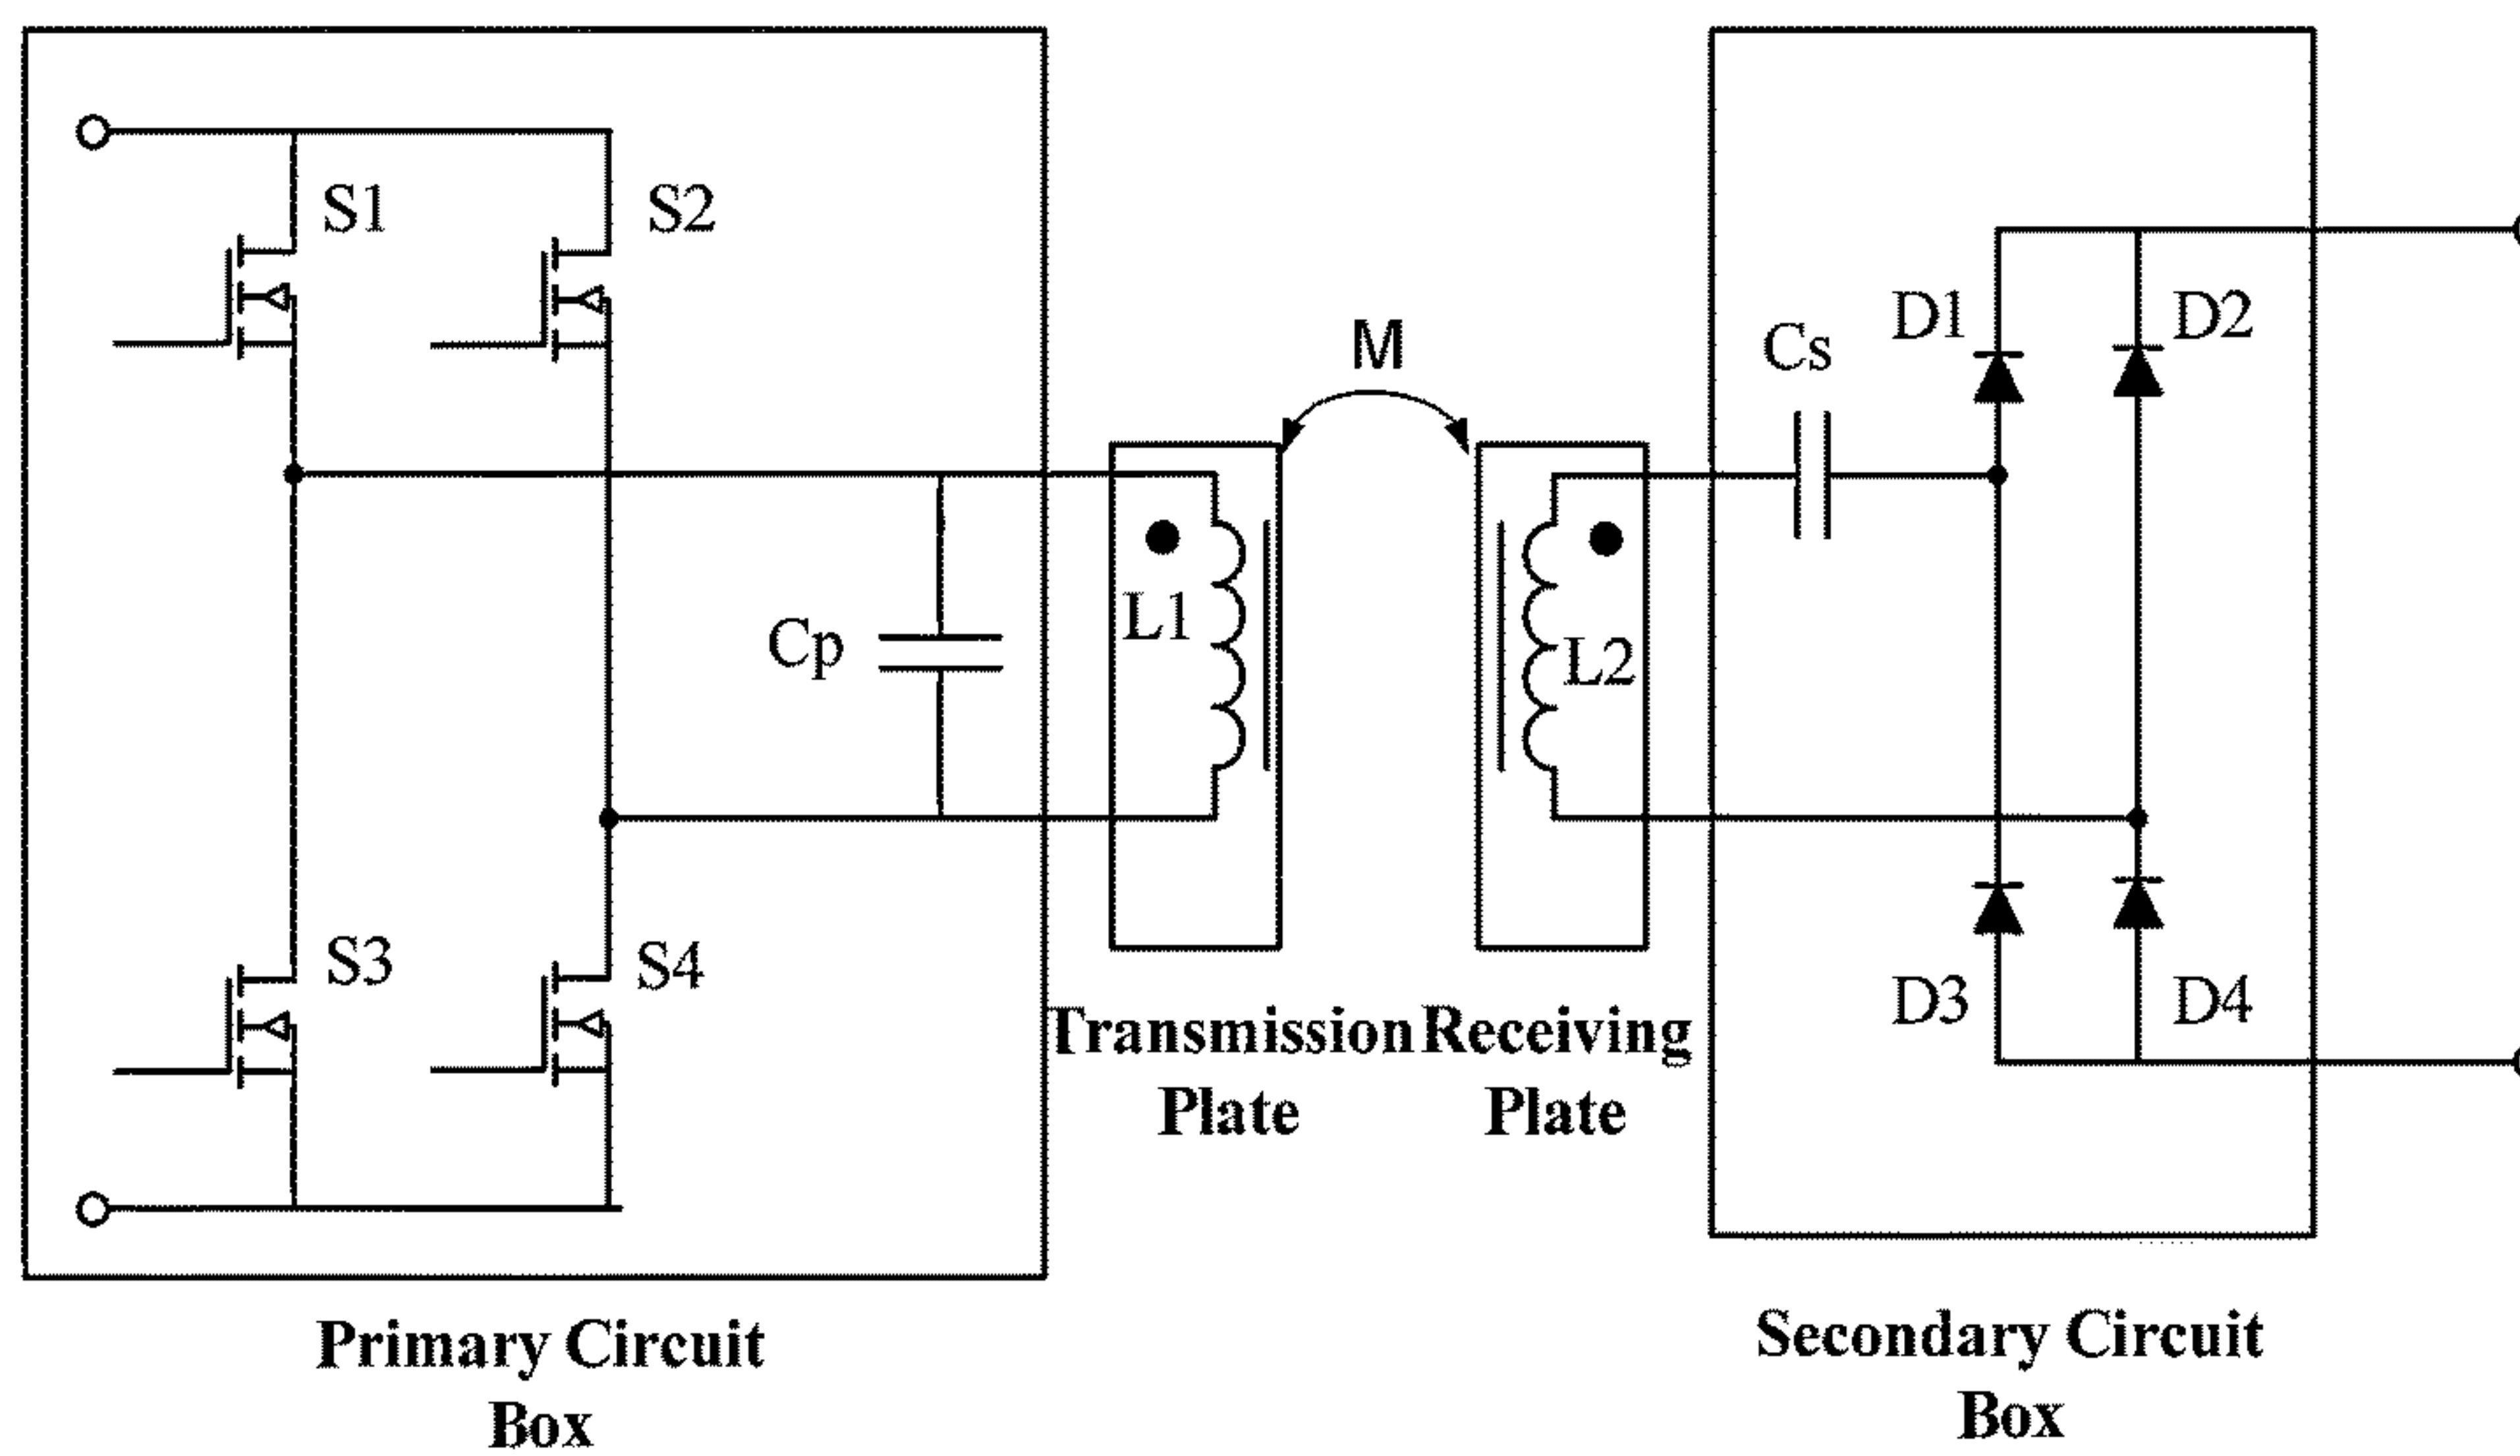 S1
S2
M
D1
D2
Cs
L1
Cp
L2
S3
S4
D3
D4
Transmission
Plate
Receiving
Plate
Primary Circuit
Box
Secondary Circuit
Box